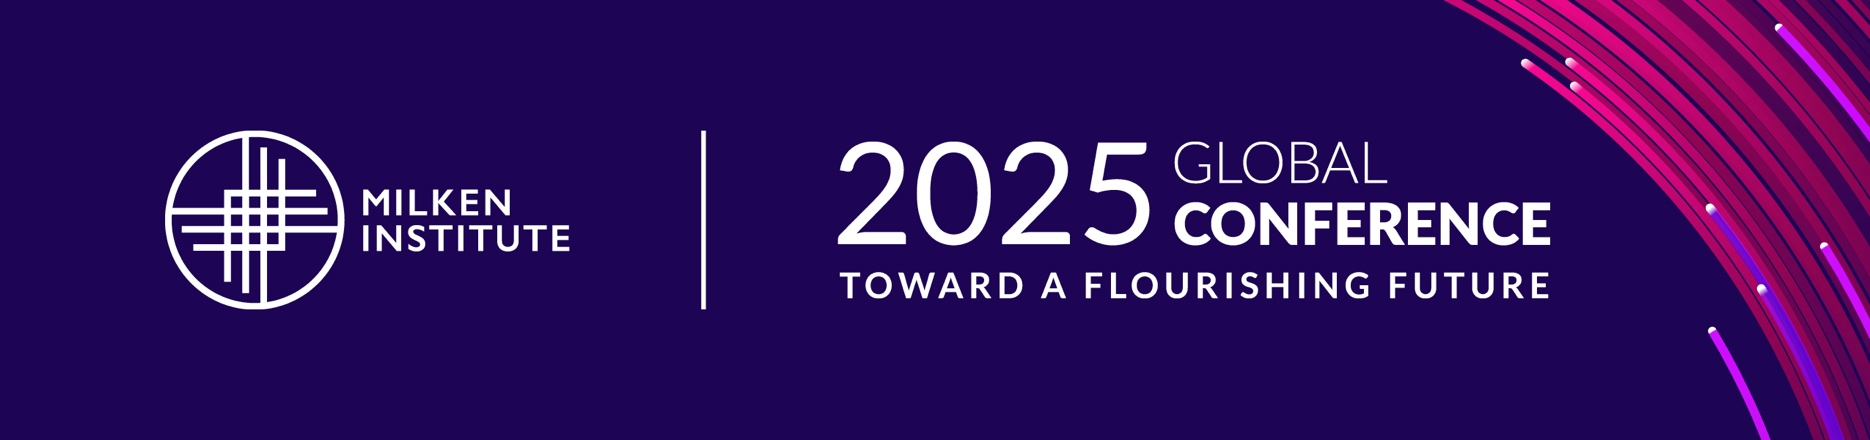 MILKEN
INSTITUTE
2025 GLOBAL
CONFERENCE
TOWARD A FLOURISHING FUTURE